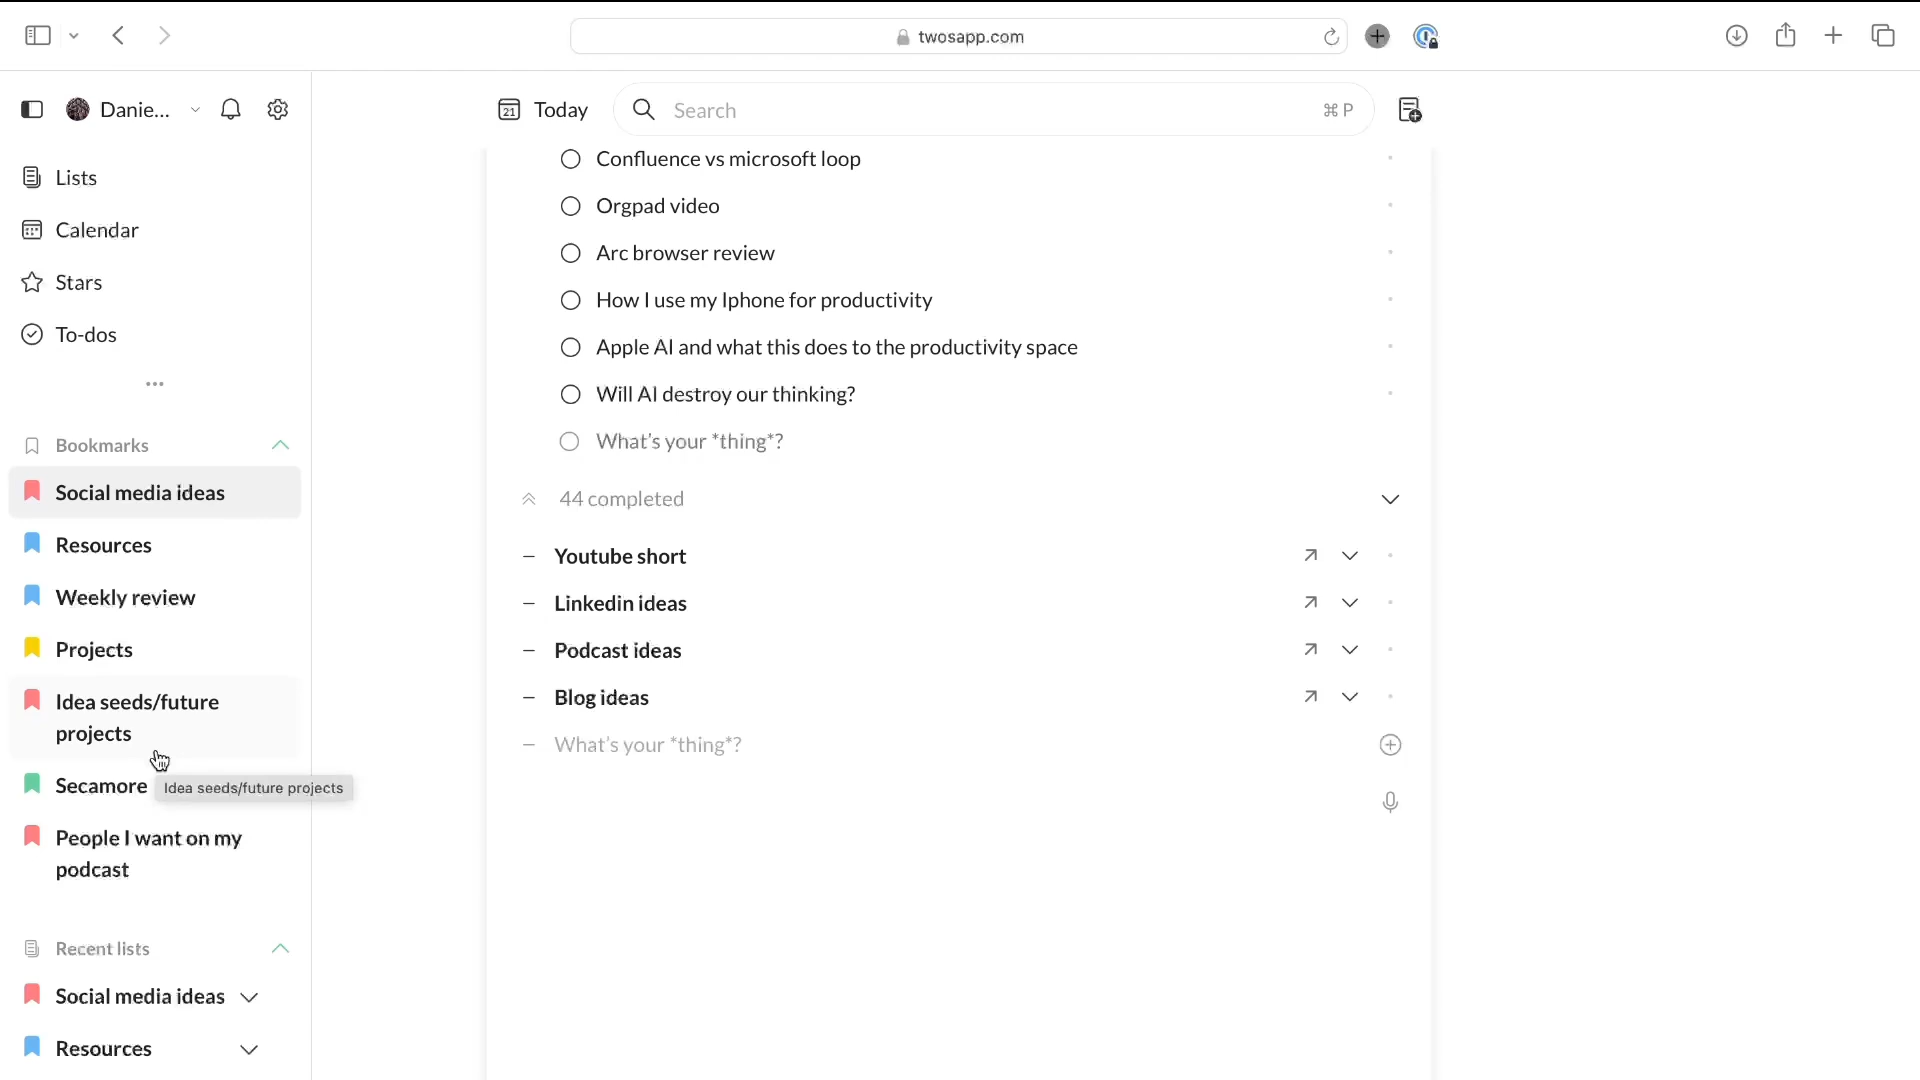 twosapp.com
Danie...
21
Today
Search
⌘ P
Lists
Calendar
Stars
To-dos
Bookmarks
Social media ideas
Resources
Weekly review
Projects
Idea seeds/future
projects
Secamore
Idea seeds/future projects
People I want on my
podcast
Recent lists
Social media ideas
Resources
Confluence vs microsoft loop
Orgpad video
Arc browser review
How I use my Iphone for productivity
Apple AI and what this does to the productivity space
Will AI destroy our thinking?
What's your *thing*?
44 completed
Youtube short
Linkedin ideas
Podcast ideas
Blog ideas
What's your *thing*?